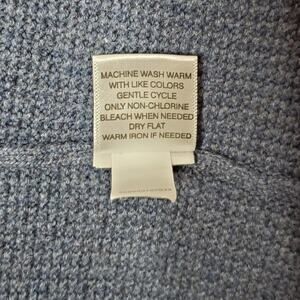 MACHINE WASH WARM
WITH LIKE COLORS
GENTLE CYCLE
ONLY NON-CHLORINE
BLEACH WHEN NEEDED
DRY FLAT
WARM IRON IF NEEDED